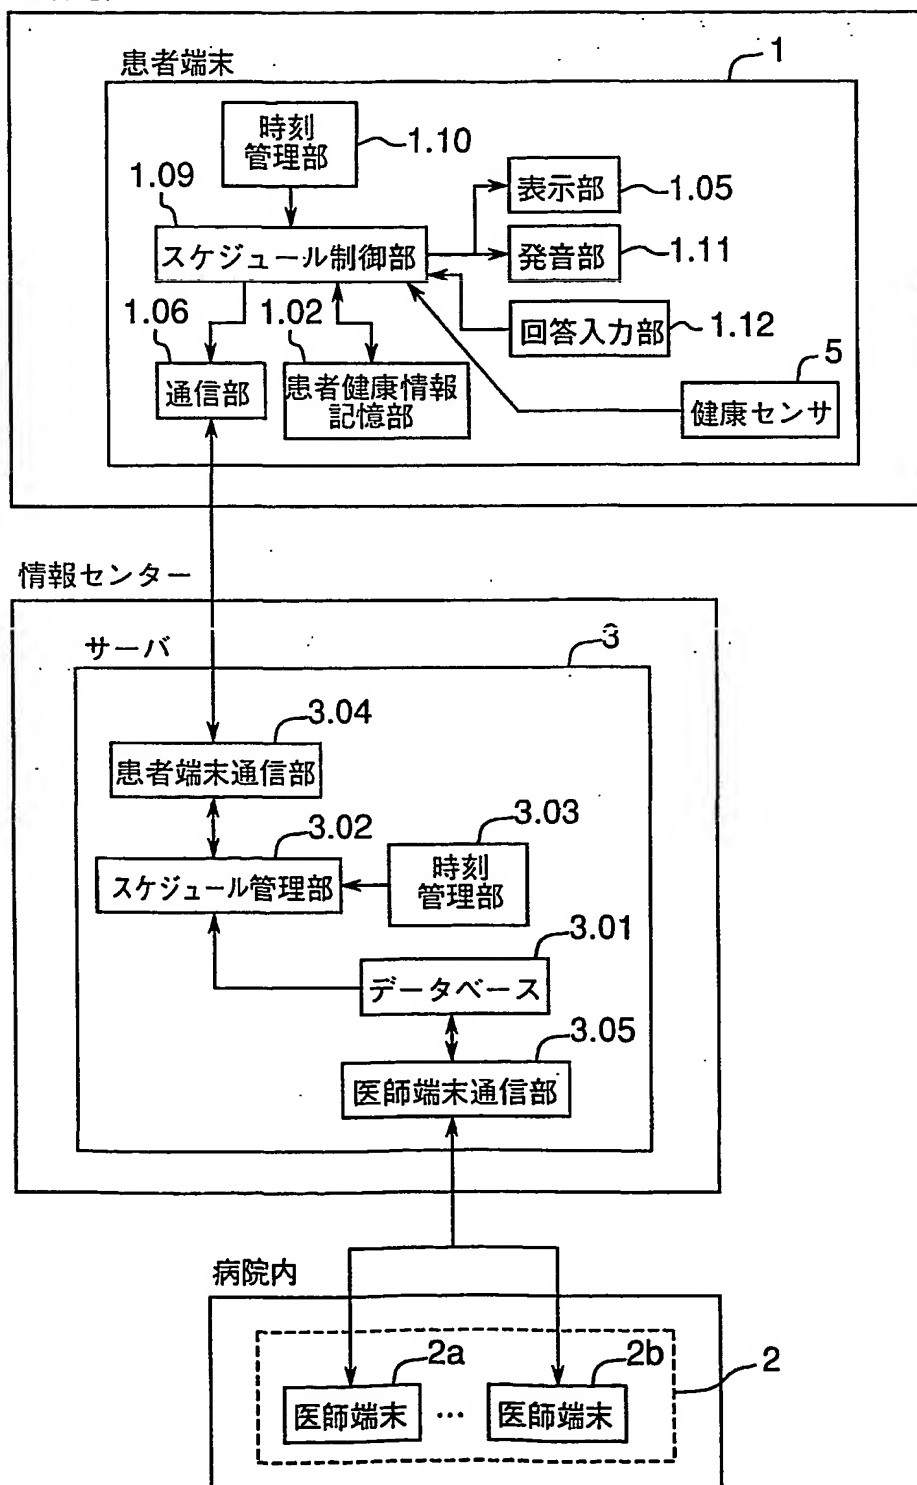 患者端末
1
時刻
管理部
1.10
1.09
表示部
1.05
スケジュール制御部
発音部
1.11
1.06
1.02
回答入力部
1.12
通信部
患者健康情報
記憶部
5
健康センサ
情報センター
サーバ
3
3.04
患者端末通信部
3.02
3.03
スケジュール管理部
時刻
管理部
3.01
データベース
3.05
医師端末通信部
病院内
2a
2b
2
医師端末
...
医師端末